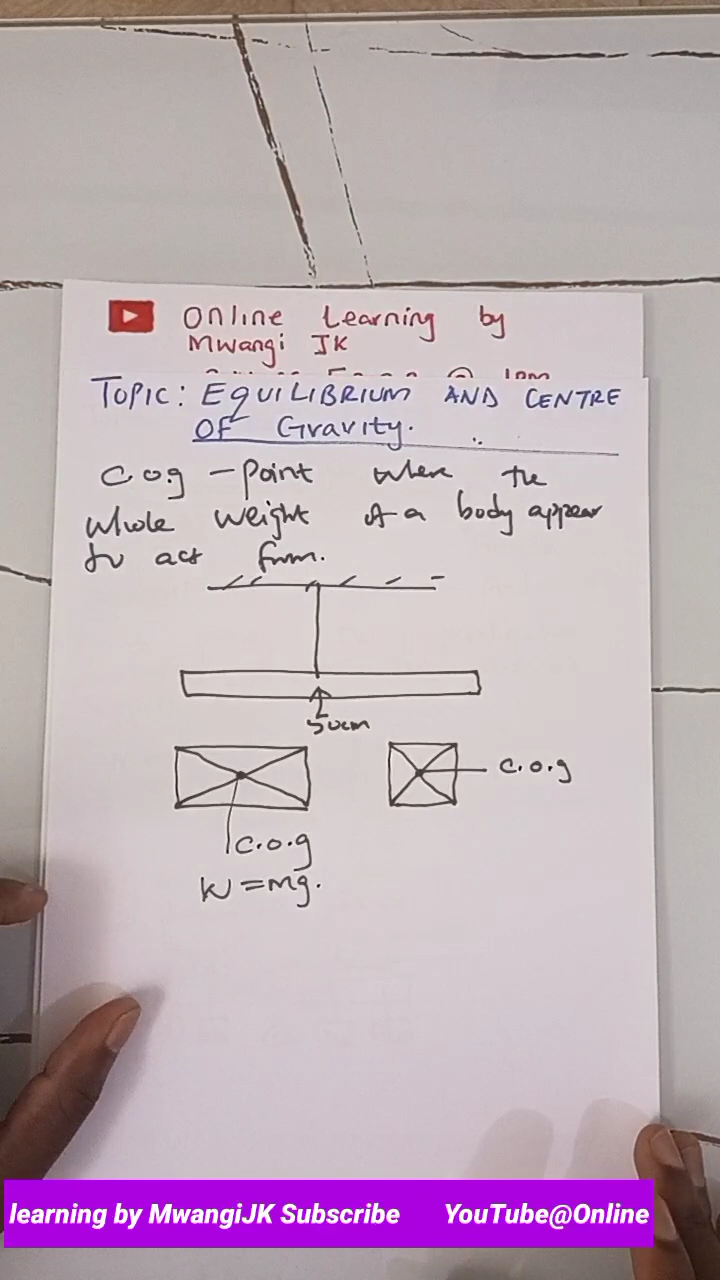 Online Learning by
Mwangi JK
TOPIC: EQUILIBRIUM AND CENTRE
OF Gravity.
C.o.g - Point where the
whole weight of a body appear
to act from.
50cm
C.o.g
C.o.g
W = mg.
learning by MwangiJK Subscribe YouTube@Online